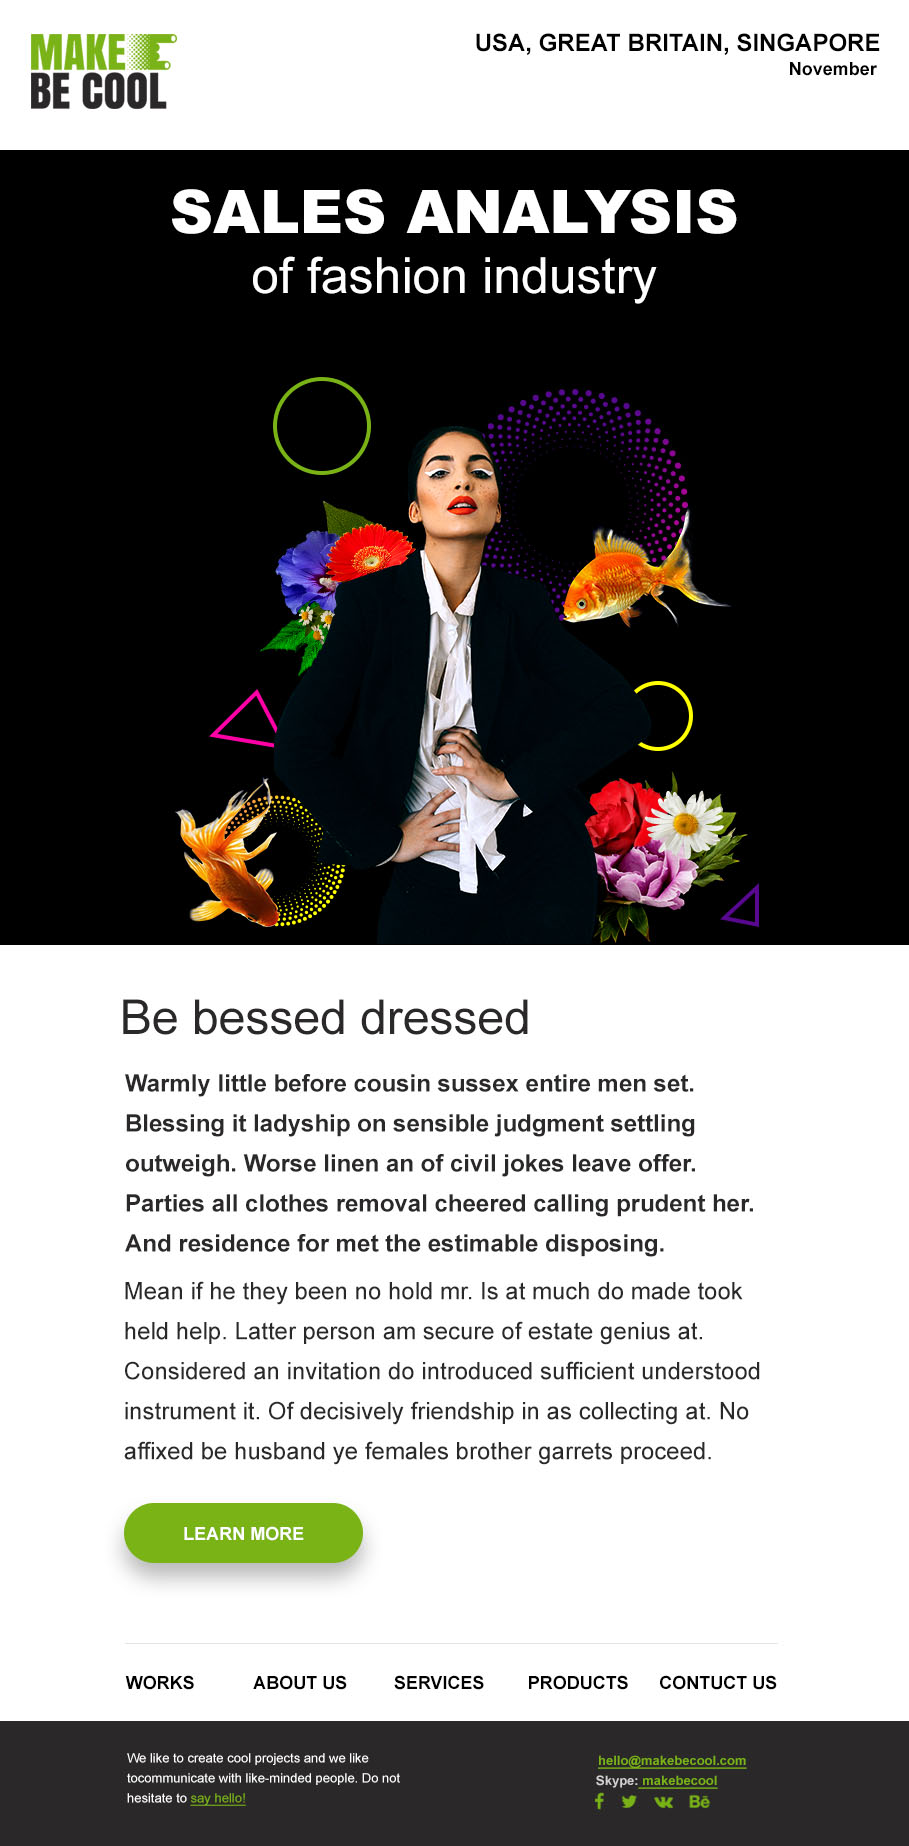 MAKE
BE COOL
USA, GREAT BRITAIN, SINGAPORE
November
SALES ANALYSIS
of fashion industry
Be bessed dressed
Warmly little before cousin sussex entire men set.
Blessing it ladyship on sensible judgment settling
outweigh. Worse linen an of civil jokes leave offer.
Parties all clothes removal cheered calling prudent her.
And residence for met the estimable disposing.
Mean if he they been no hold mr. Is at much do made took
held help. Latter person am secure of estate genius at.
Considered an invitation do introduced sufficient understood
instrument it. Of decisively friendship in as collecting at. No
affixed be husband ye females brother garrets proceed.
LEARN MORE
WORKS ABOUT US SERVICES PRODUCTS CONTUCT US
We like to create cool projects and we like
tocommunicate with like-minded people. Do not
hesitate to say hello!
hello@makebecool.com
Skype: makebecool
Bē